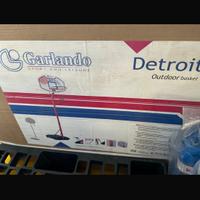 Garlando
SPORT AND LEISURE
Detroit
Outdoor basket